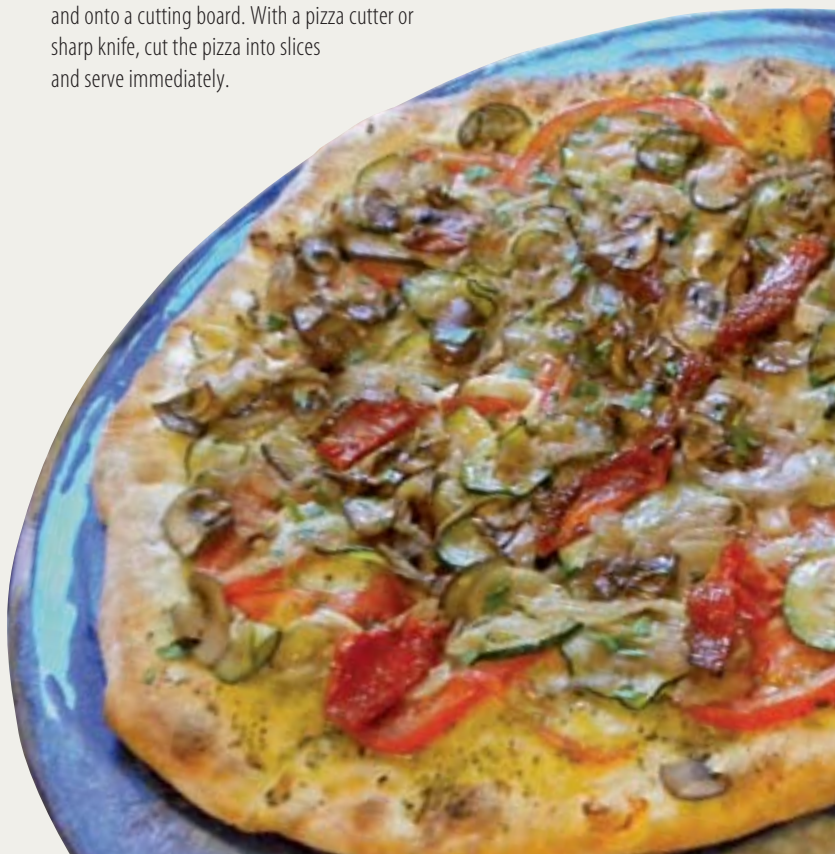 and onto a cutting board. With a pizza cutter or
sharp knife, cut the pizza into slices
and serve immediately.